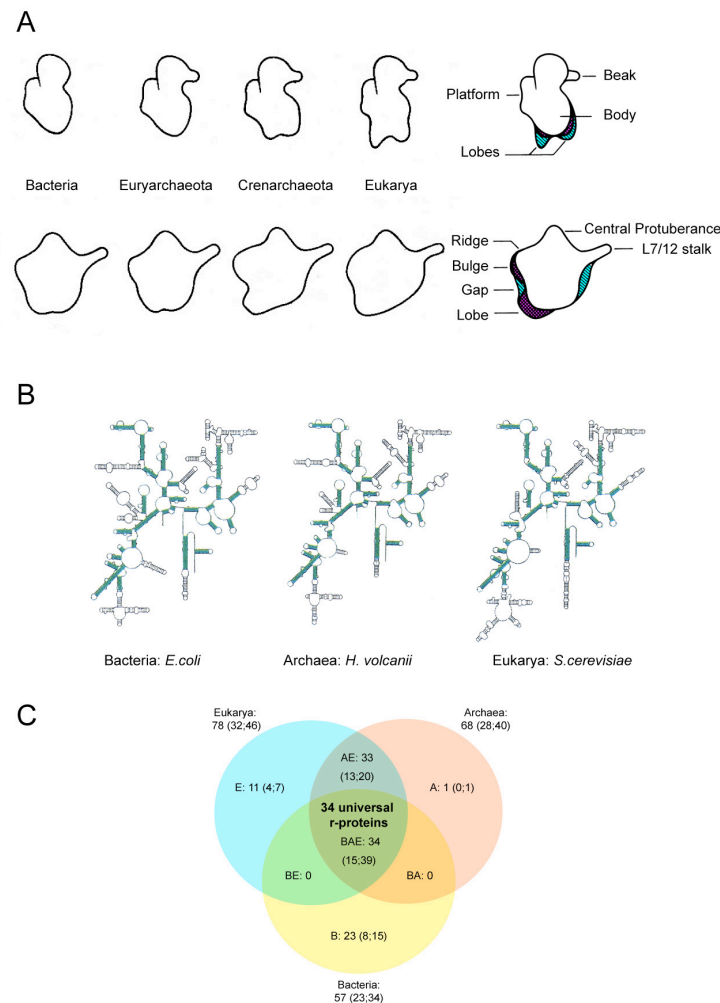 A
Beak
Platform
Body
Lobes
Bacteria
Euryarchaeota
Crenarchaeota
Eukarya
Central Protuberance
Ridge
L7/12 stalk
Bulge
Gap
Lobe
B
Bacteria: E.coli
Archaea: H. volcanii
Eukarya: S.cerevisiae
C
Eukarya:
78 (32;46)
Archaea:
68 (28;40)
AE: 33
(13;20)
E: 11 (4;7)
A: 1 (0;1)
34 universal
r-proteins
BAE: 34
(15;39)
BE: 0
BA: 0
B: 23 (8;15)
Bacteria:
57 (23;34)